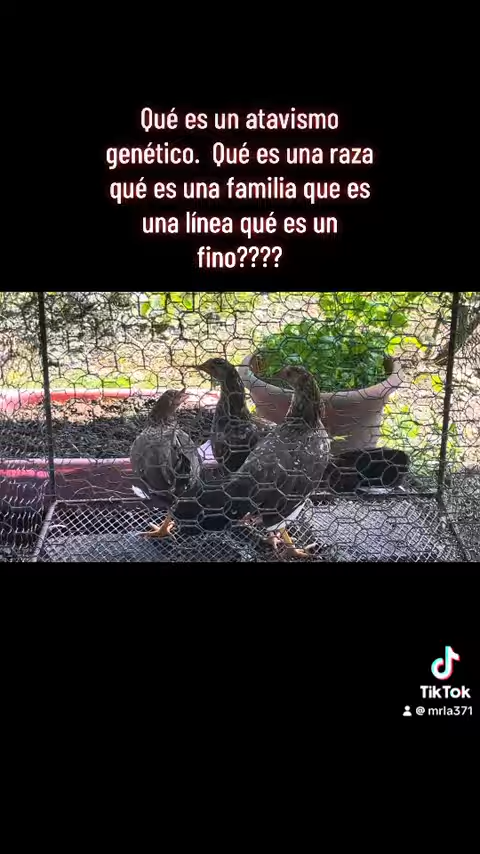 Qué es un atavismo
genético.  Qué es una raza
qué es una familia que es
una línea qué es un
fino????
TikTok
@ mrla371